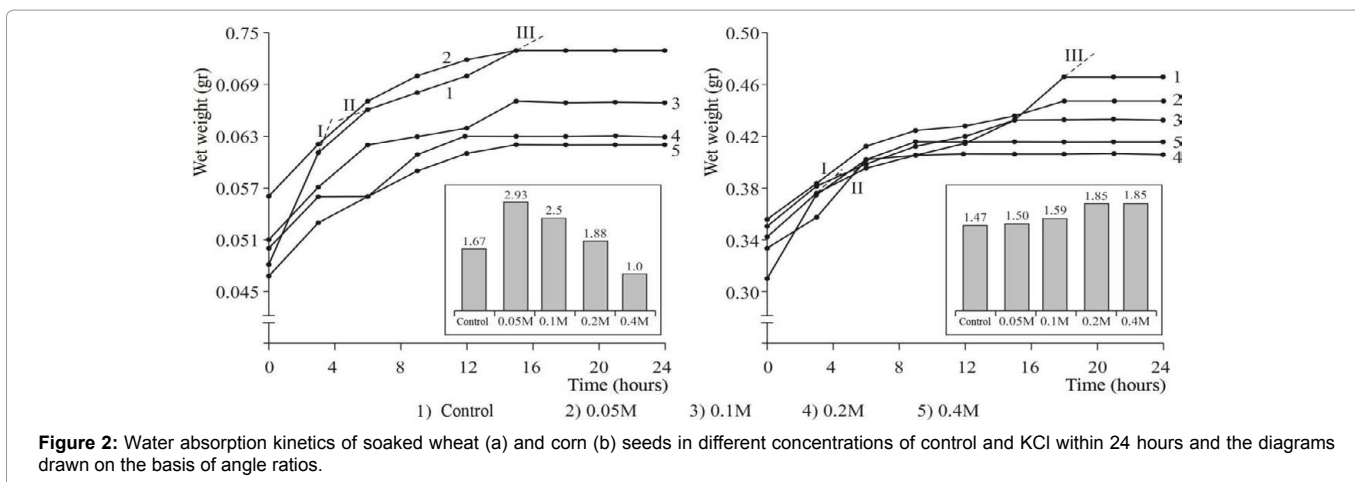 0.75
0.069
0.063
0.057
0.051
0.045
Wet weight (gr)
I
II
III
2
1
3
4
5
1.67
2.93
2.5
1.88
1.0
Control 0.05M 0.1M 0.2M 0.4M
0 4 8 12 16 20 24
Time (hours)
0.50
0.46
0.42
0.38
0.34
0.30
Wet weight (gr)
I
II
III
1
2
3
5
4
1.47 1.50 1.59 1.85 1.85
Control 0.05M 0.1M 0.2M 0.4M
0 4 8 12 16 20 24
Time (hours)
1) Control 2) 0.05M 3) 0.1M 4) 0.2M 5) 0.4M
Figure 2: Water absorption kinetics of soaked wheat (a) and corn (b) seeds in different concentrations of control and KCl within 24 hours and the diagrams
drawn on the basis of angle ratios.